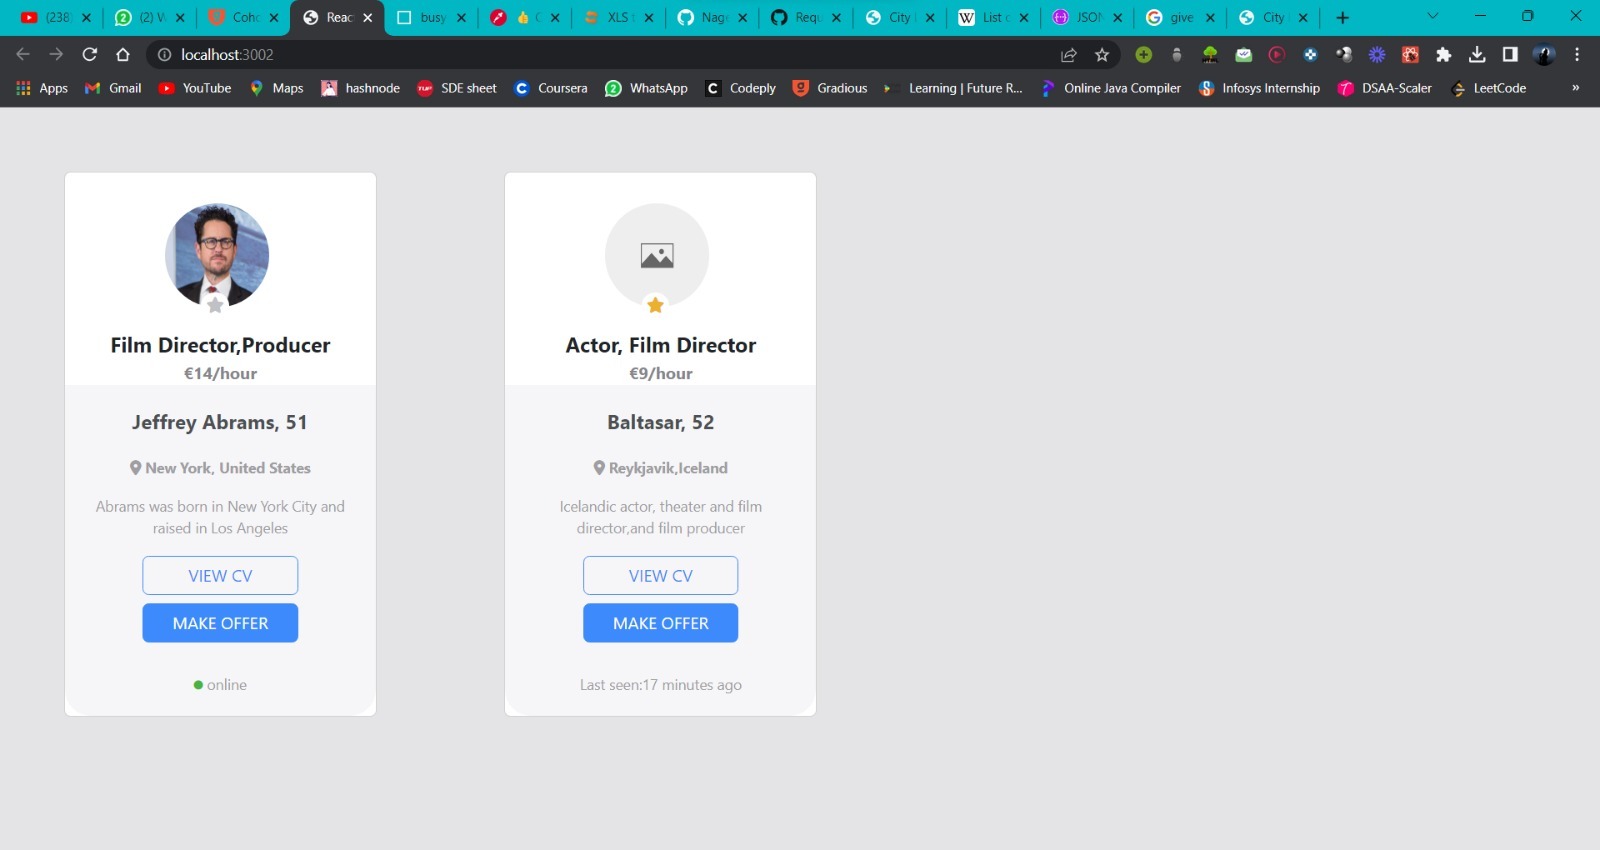 (238)
(2) W
Coho
Reac
busy
XLS t
Nage
Requ
City
List o
JSON
give
City
localhost:3002
Apps
Gmail
YouTube
Maps
hashnode
SDE sheet
Coursera
WhatsApp
Codeply
Gradious
Learning | Future R...
Online Java Compiler
Infosys Internship
DSAA-Scaler
LeetCode
»
Film Director,Producer
€14/hour
Jeffrey Abrams, 51
New York, United States
Abrams was born in New York City and
raised in Los Angeles
VIEW CV
MAKE OFFER
online
Actor, Film Director
€9/hour
Baltasar, 52
Reykjavik,Iceland
Icelandic actor, theater and film
director,and film producer
VIEW CV
MAKE OFFER
Last seen:17 minutes ago